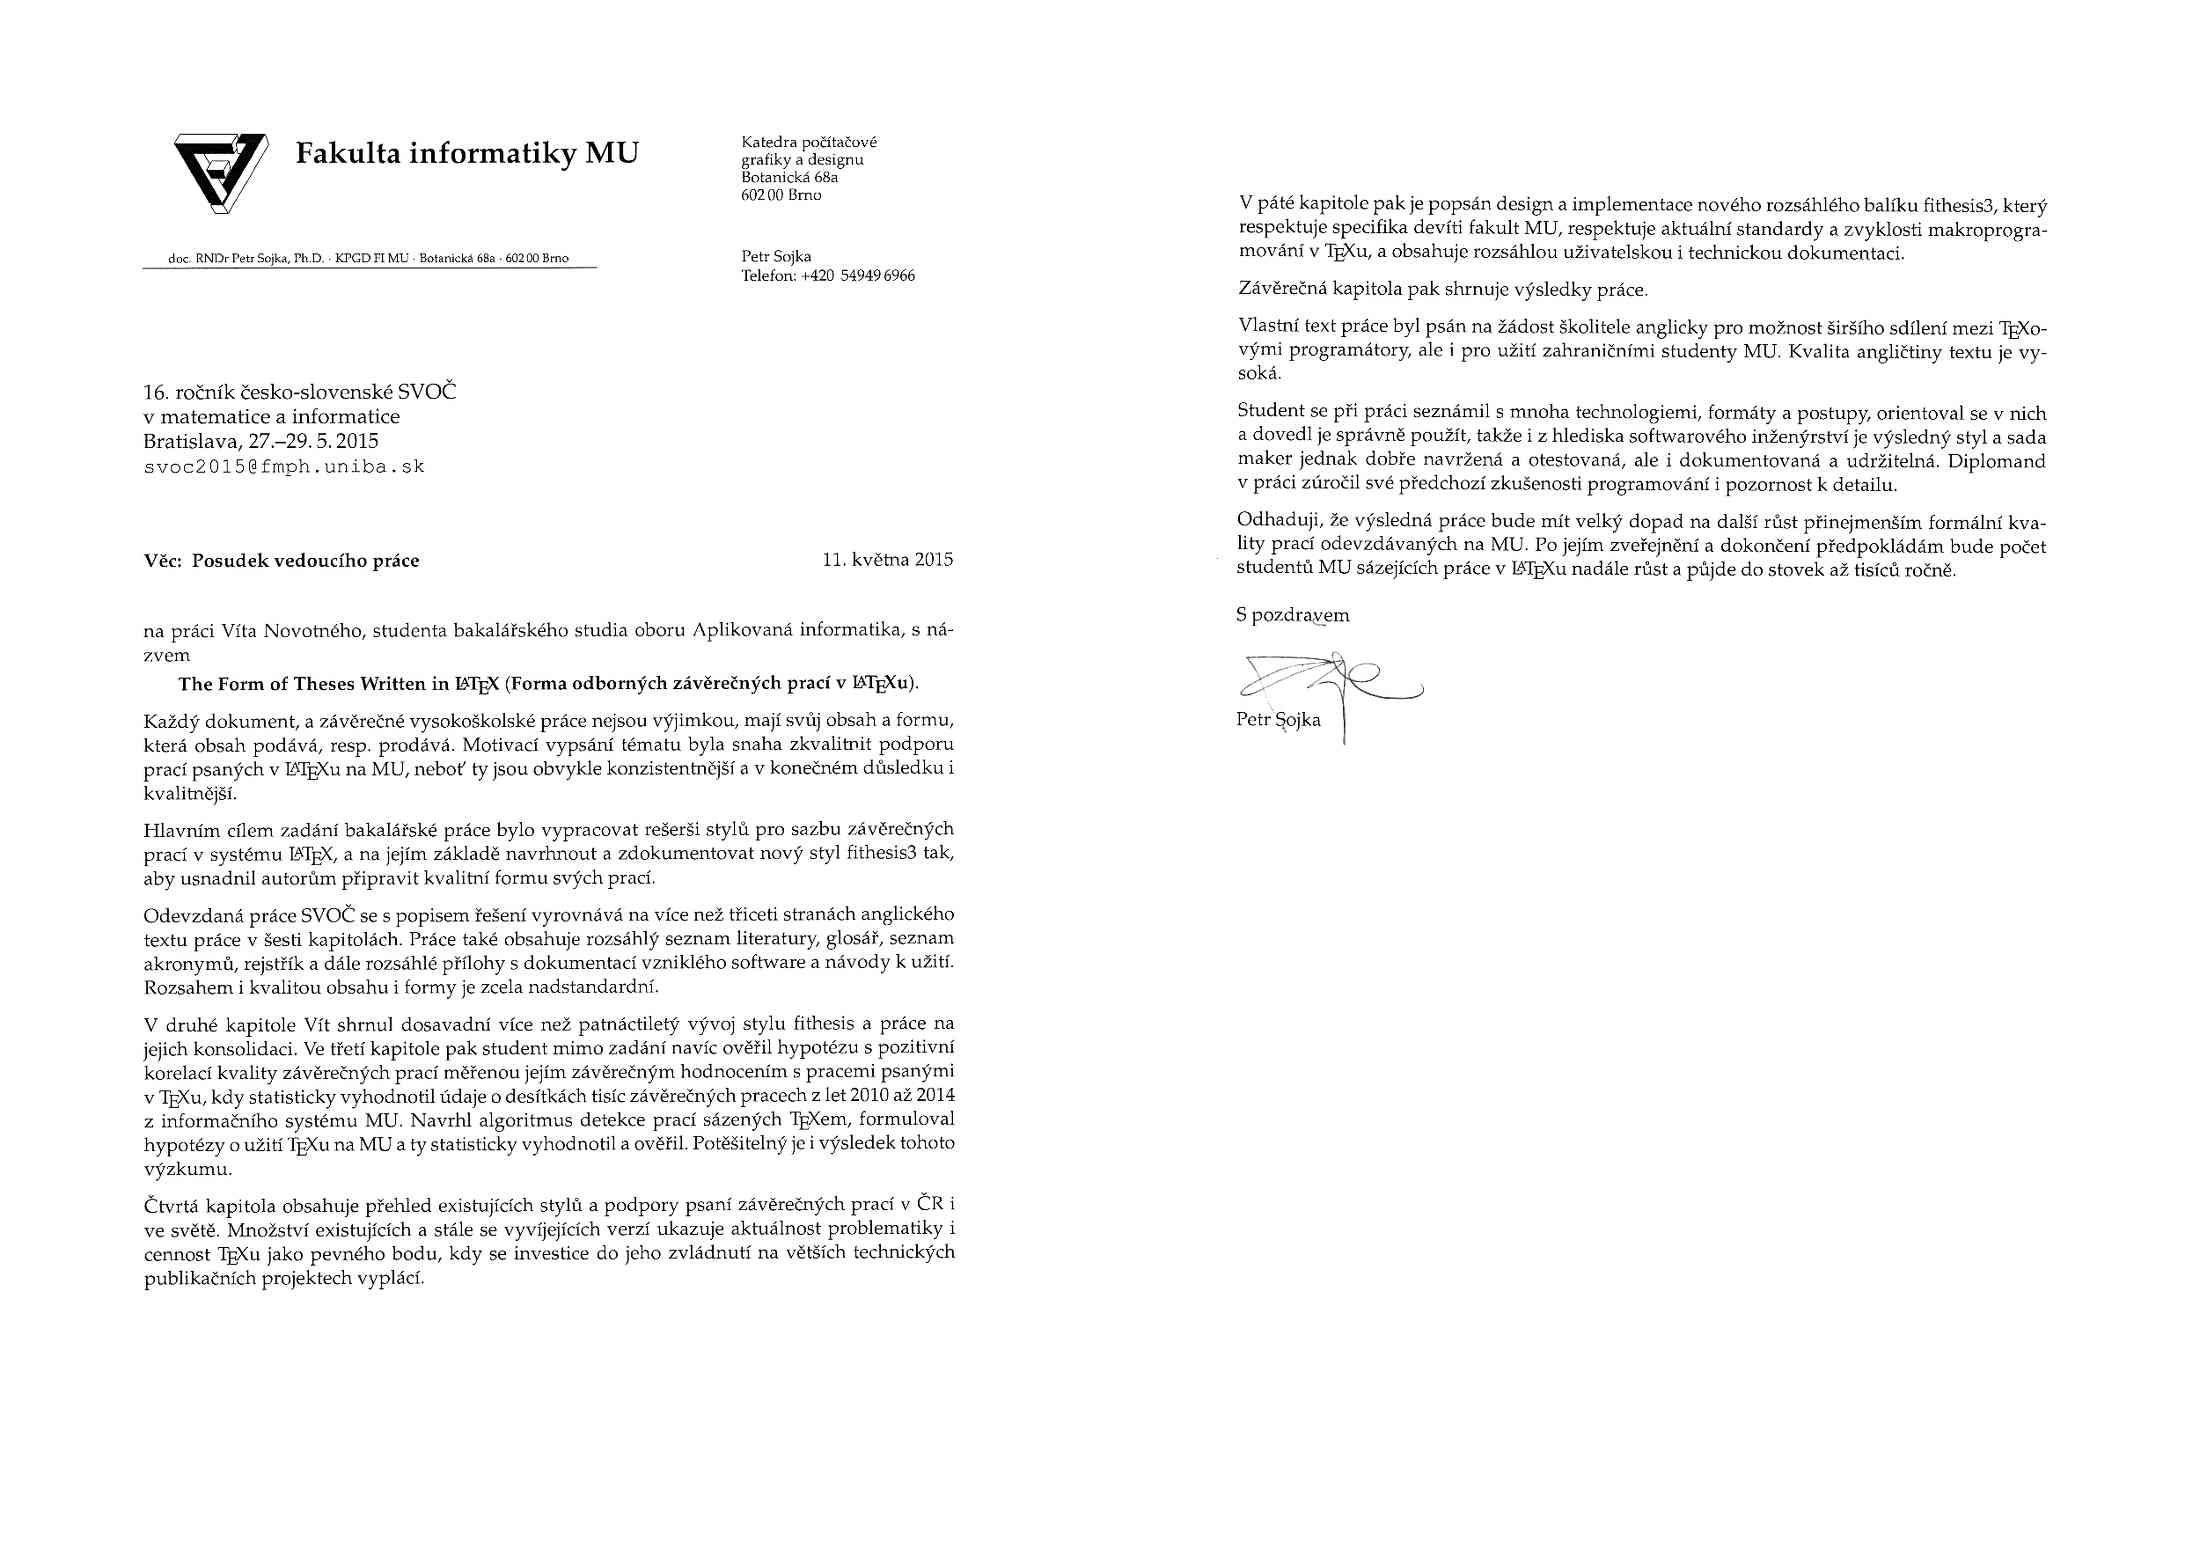 Fakulta informatiky MU
Katedra počítačové
grafiky a designu
Botanická 68a
602 00 Brno
doc. RNDr Petr Sojka, Ph.D. · KPGD FI MU · Botanická 68a · 602 00 Brno
Petr Sojka
Telefon: +420 54949 6966
16. ročník česko-slovenské SVOČ
v matematice a informatice
Bratislava, 27.–29. 5. 2015
svoc2015@fmph.uniba.sk
Věc: Posudek vedoucího práce 11. května 2015
na práci Víta Novotného, studenta bakalářského studia oboru Aplikovaná informatika, s ná-
zvem
The Form of Theses Written in LATEX (Forma odborných závěrečných prací v LATEXu).
Každý dokument, a závěrečné vysokoškolské práce nejsou výjimkou, mají svůj obsah a formu,
která obsah podává, resp. prodává. Motivací vypsání tématu byla snaha zkvalitnit podporu
prací psaných v LATEXu na MU, neboť ty jsou obvykle konzistentnější a v konečném důsledku i
kvalitnější.
Hlavním cílem zadání bakalářské práce bylo vypracovat rešerši stylů pro sazbu závěrečných
prací v systému LATEX, a na jejím základě navrhnout a zdokumentovat nový styl fithesis3 tak,
aby usnadnil autorům připravit kvalitní formu svých prací.
Odevzdaná práce SVOČ se s popisem řešení vyrovnává na více než třiceti stranách anglického
textu práce v šesti kapitolách. Práce také obsahuje rozsáhlý seznam literatury, glosář, seznam
akronymů, rejstřík a dále rozsáhlé přílohy s dokumentací vzniklého software a návody k užití.
Rozsahem i kvalitou obsahu i formy je zcela nadstandardní.
V druhé kapitole Vít shrnul dosavadní více než patnáctiletý vývoj stylu fithesis a práce na
jejich konsolidaci. Ve třetí kapitole pak student mimo zadání navíc ověřil hypotézu s pozitivní
korelací kvality závěrečných prací měřenou jejím závěrečným hodnocením s pracemi psanými
v TEXu, kdy statisticky vyhodnotil údaje o desítkách tisíc závěrečných pracech z let 2010 až 2014
z informačního systému MU. Navrhl algoritmus detekce prací sázených TEXem, formuloval
hypotézy o užití TEXu na MU a ty statisticky vyhodnotil a ověřil. Potěšitelný je i výsledek tohoto
výzkumu.
Čtvrtá kapitola obsahuje přehled existujících stylů a podpory psaní závěrečných prací v ČR i
ve světě. Množství existujících a stále se vyvíjejících verzí ukazuje aktuálnost problematiky i
cennost TEXu jako pevného bodu, kdy se investice do jeho zvládnutí na větších technických
publikačních projektech vyplácí.
V páté kapitole pak je popsán design a implementace nového rozsáhlého balíku fithesis3, který
respektuje specifika devíti fakult MU, respektuje aktuální standardy a zvyklosti makroprogra-
mování v TEXu, a obsahuje rozsáhlou uživatelskou i technickou dokumentaci.
Závěrečná kapitola pak shrnuje výsledky práce.
Vlastní text práce byl psán na žádost školitele anglicky pro možnost širšího sdílení mezi TEXo-
vými programátory, ale i pro užití zahraničními studenty MU. Kvalita angličtiny textu je vy-
soká.
Student se při práci seznámil s mnoha technologiemi, formáty a postupy, orientoval se v nich
a dovedl je správně použít, takže i z hlediska softwarového inženýrství je výsledný styl a sada
maker jednak dobře navržená a otestovaná, ale i dokumentovaná a udržitelná. Diplomand
v práci zúročil své předchozí zkušenosti programování i pozornost k detailu.
Odhaduji, že výsledná práce bude mít velký dopad na další růst přinejmenším formální kva-
lity prací odevzdávaných na MU. Po jejím zveřejnění a dokončení předpokládám bude počet
studentů MU sázejících práce v LATEXu nadále růst a půjde do stovek až tisíců ročně.
S pozdravem
Petr Sojka